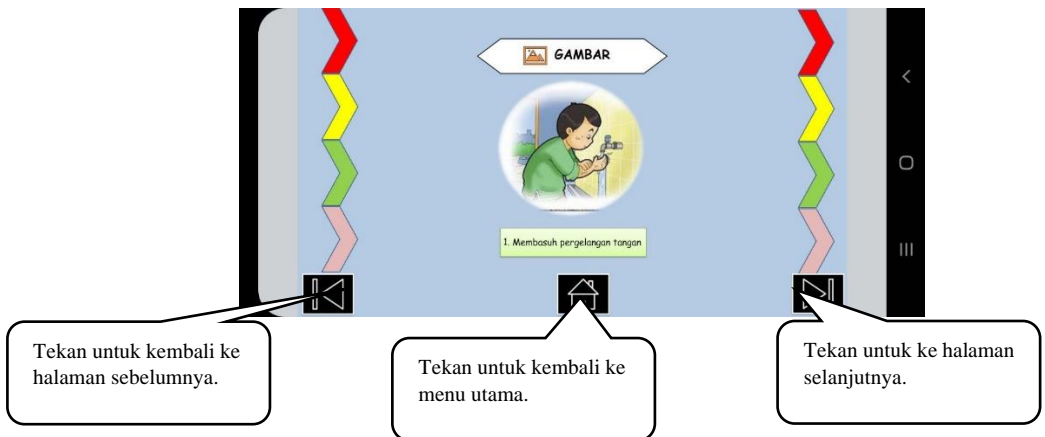 GAMBAR
1. Membasuh pergelangan tangan
Tekan untuk kembali ke
halaman sebelumnya.
Tekan untuk kembali ke
menu utama.
Tekan untuk ke halaman
selanjutnya.